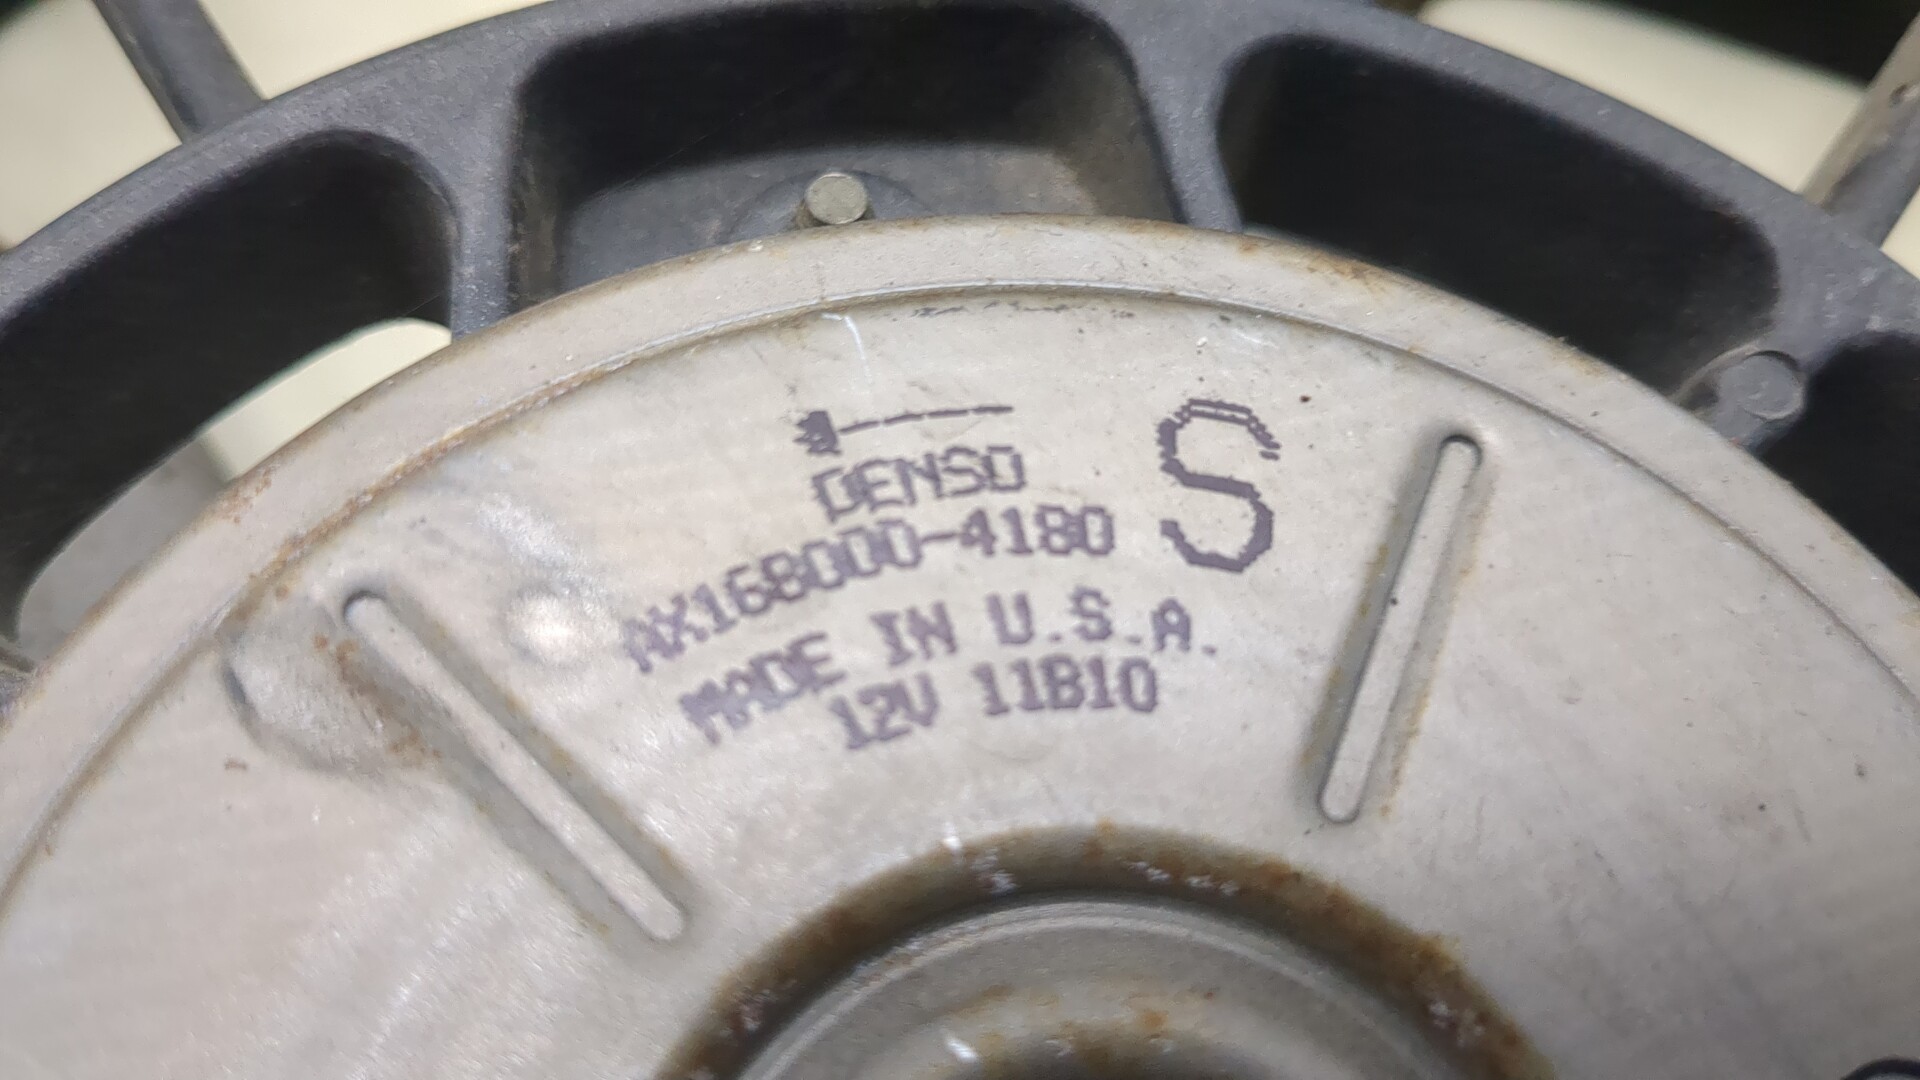 DENSO
AX168000-4180
S
MADE IN U.S.A.
12V 11B10